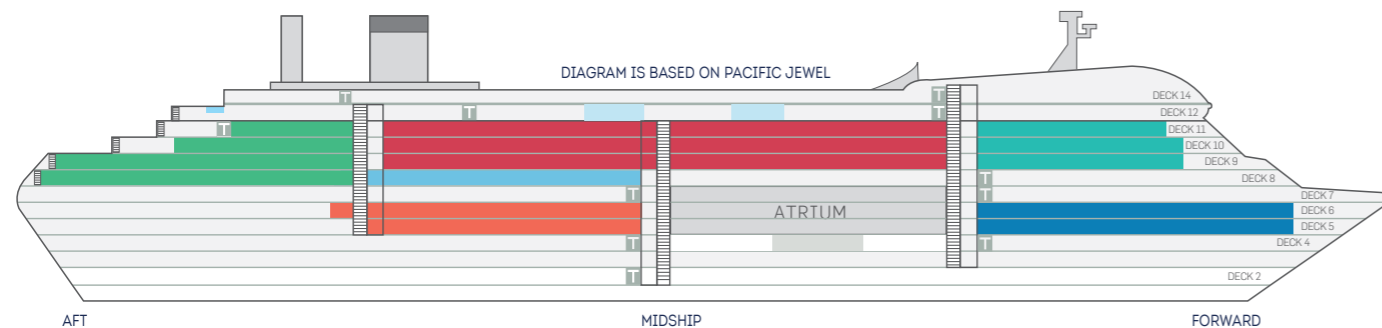 DIAGRAM IS BASED ON PACIFIC JEWEL
T
DECK 14
T
T
T
DECK 12
T
DECK 11
DECK 10
DECK 9
T
DECK 8
T
T
DECK 7
ATRIUM
DECK 6
DECK 5
T
T
DECK 4
T
DECK 2
AFT
MIDSHIP
FORWARD